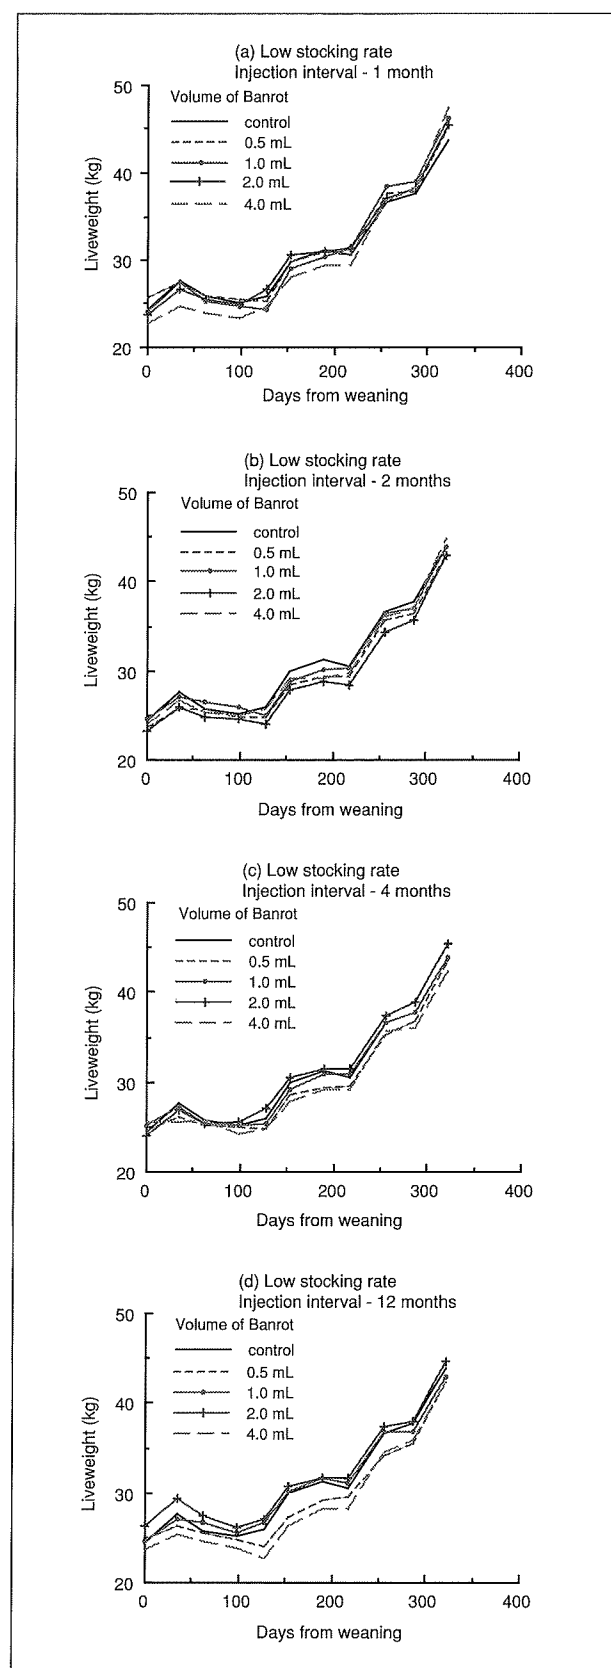 (a) Low stocking rate
Injection interval - 1 month
Volume of Banrot
control
0.5 mL
1.0 mL
2.0 mL
4.0 mL
50
40
30
20
Liveweight (kg)
0 100 200 300 400
Days from weaning
(b) Low stocking rate
Injection interval - 2 months
Volume of Banrot
control
0.5 mL
1.0 mL
2.0 mL
4.0 mL
50
40
30
20
Liveweight (kg)
0 100 200 300 400
Days from weaning
(c) Low stocking rate
Injection interval - 4 months
Volume of Banrot
control
0.5 mL
1.0 mL
2.0 mL
4.0 mL
50
40
30
20
Liveweight (kg)
0 100 200 300 400
Days from weaning
(d) Low stocking rate
Injection interval - 12 months
Volume of Banrot
control
0.5 mL
1.0 mL
2.0 mL
4.0 mL
50
40
30
20
Liveweight (kg)
0 100 200 300 400
Days from weaning